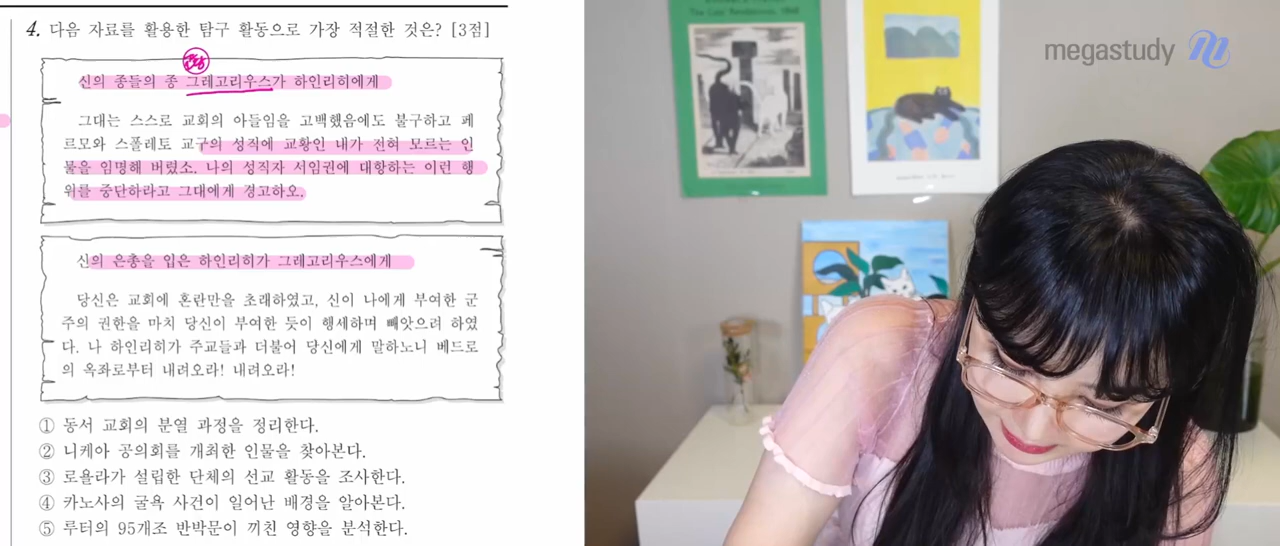 4. 다음 자료를 활용한 탐구 활동으로 가장 적절한 것은? [3점]
교황
신의 종들의 종 그레고리우스가 하인리히에게
그대는 스스로 교회의 아들임을 고백했음에도 불구하고 페
르모와 스폴레토 교구의 성직에 교황인 내가 전혀 모르는 인
물을 임명해 버렸소. 나의 성직자 서임권에 대항하는 이런 행
위를 중단하라고 그대에게 경고하오.
신의 은총을 입은 하인리히가 그레고리우스에게
당신은 교회에 혼란만을 초래하였고, 신이 나에게 부여한 군
주의 권한을 마치 당신이 부여한 듯이 행세하며 빼앗으려 하였
다. 나 하인리히가 주교들과 더불어 당신에게 말하노니 베드로
의 옥좌로부터 내려오라! 내려오라!
① 동서 교회의 분열 과정을 정리한다.
② 니케아 공의회를 개최한 인물을 찾아본다.
③ 로욜라가 설립한 단체의 선교 활동을 조사한다.
④ 카노사의 굴욕 사건이 일어난 배경을 알아본다.
⑤ 루터의 95개조 반박문이 끼친 영향을 분석한다.
megastudy